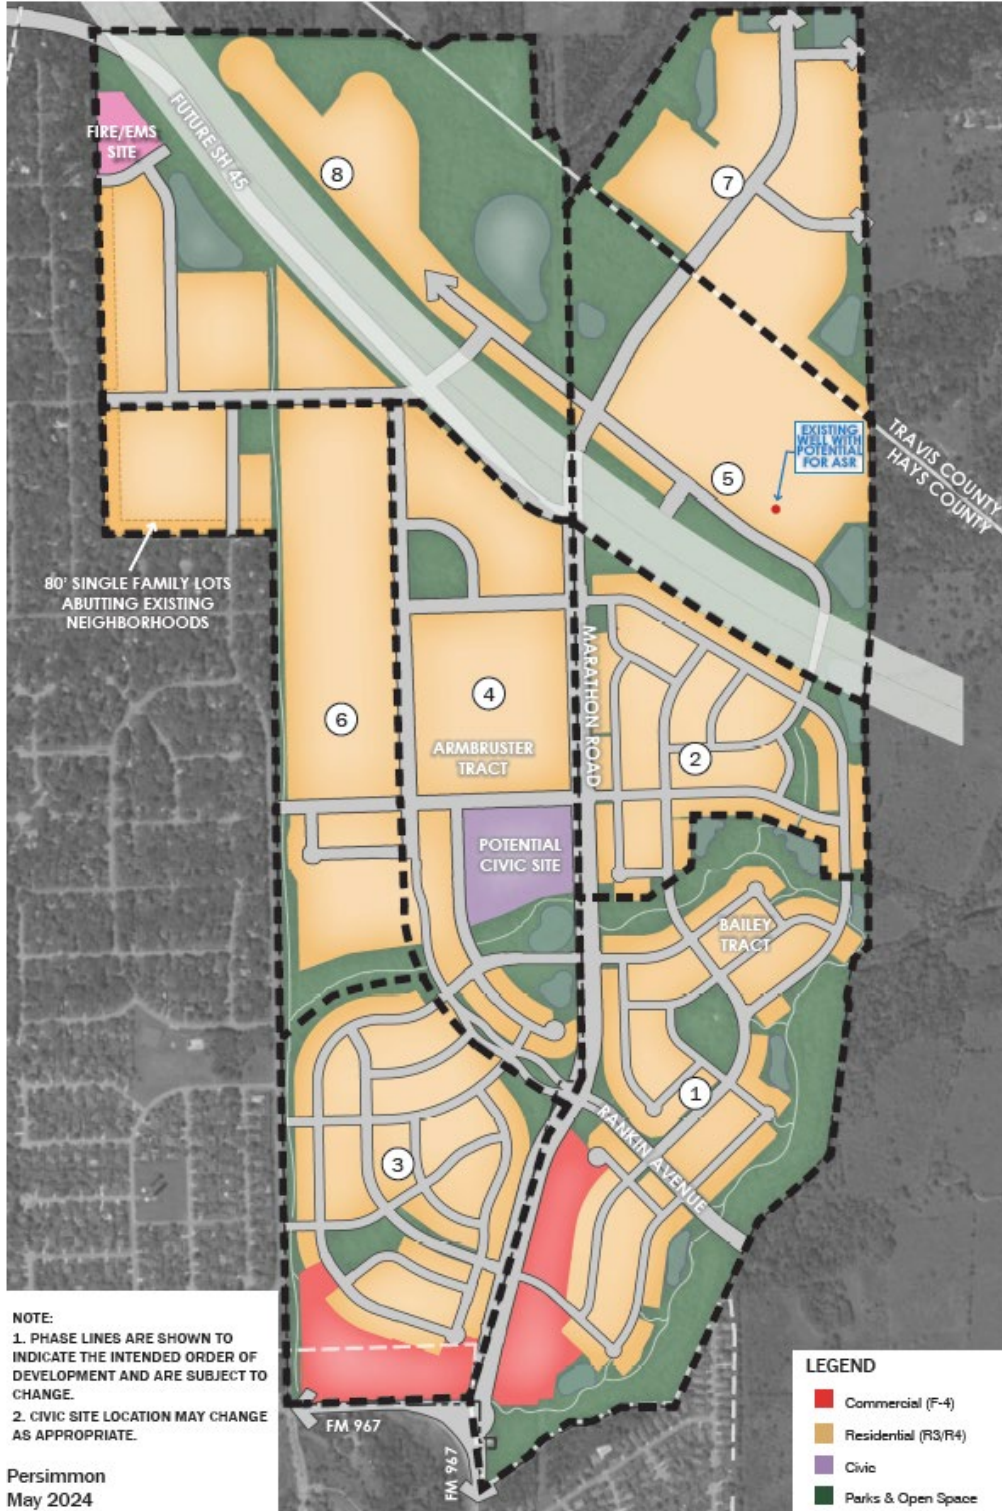 FIRE/EMS
SITE
FUTURE SH 45
8
7
EXISTING
WELL WITH
POTENTIAL
FOR ASR
TRAVIS COUNTY
HAYS COUNTY
5
80' SINGLE FAMILY LOTS
ABUTTING EXISTING
NEIGHBORHOODS
MARATHON ROAD
4
6
ARMBRUSTER
TRACT
2
POTENTIAL
CIVIC SITE
BAILEY
TRACT
1
RANKIN AVENUE
3
NOTE:
1. PHASE LINES ARE SHOWN TO
INDICATE THE INTENDED ORDER OF
DEVELOPMENT AND ARE SUBJECT TO
CHANGE.
2. CIVIC SITE LOCATION MAY CHANGE
AS APPROPRIATE.
FM 967
FM 967
Persimmon
May 2024
LEGEND
Commercial (F-4)
Residential (R3/R4)
Civic
Parks & Open Space